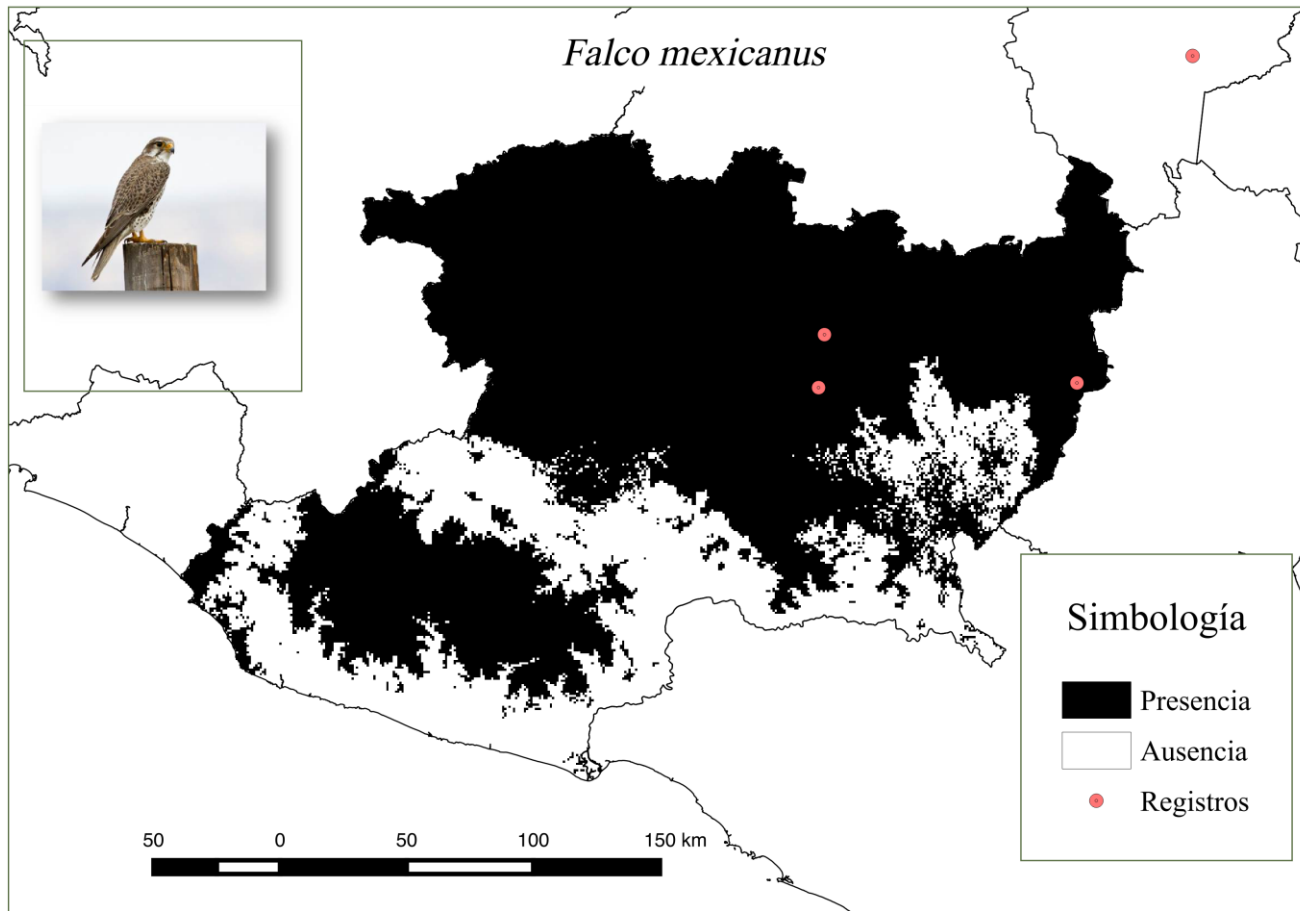 Falco mexicanus
Simbología
Presencia
Ausencia
Registros
50 0 50 100 150 km